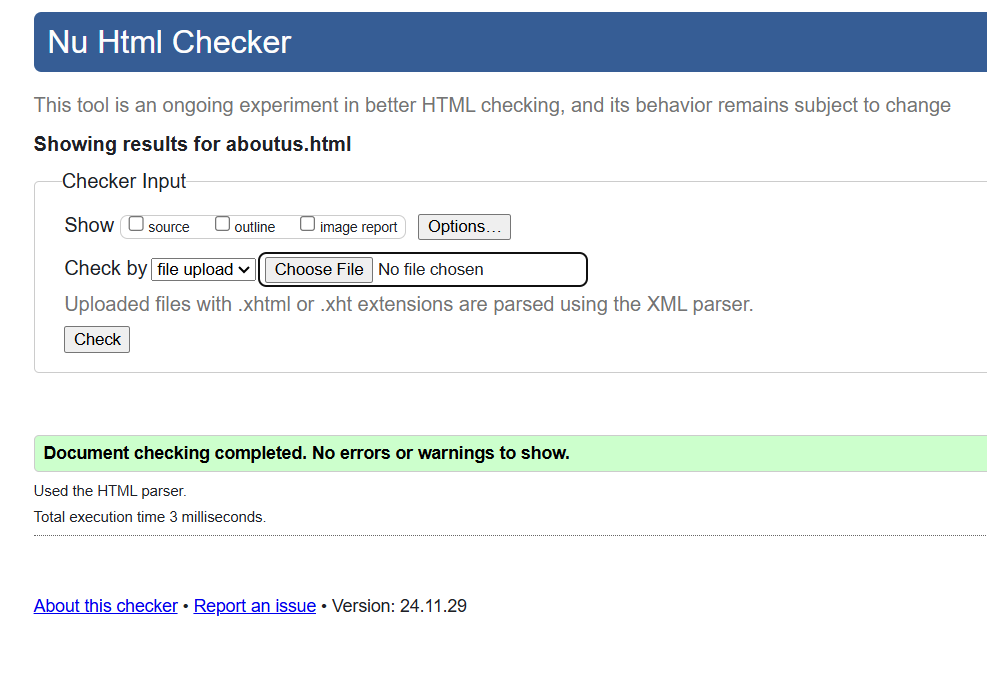 Nu Html Checker
This tool is an ongoing experiment in better HTML checking, and its behavior remains subject to change
Showing results for aboutus.html
Checker Input
Show source outline image report Options…
Check by file upload Choose File No file chosen
Uploaded files with .xhtml or .xht extensions are parsed using the XML parser.
Check
Document checking completed. No errors or warnings to show.
Used the HTML parser.
Total execution time 3 milliseconds.
About this checker • Report an issue • Version: 24.11.29